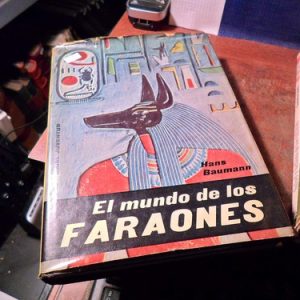 Hans
Baumann
El mundo de los
FARAONES